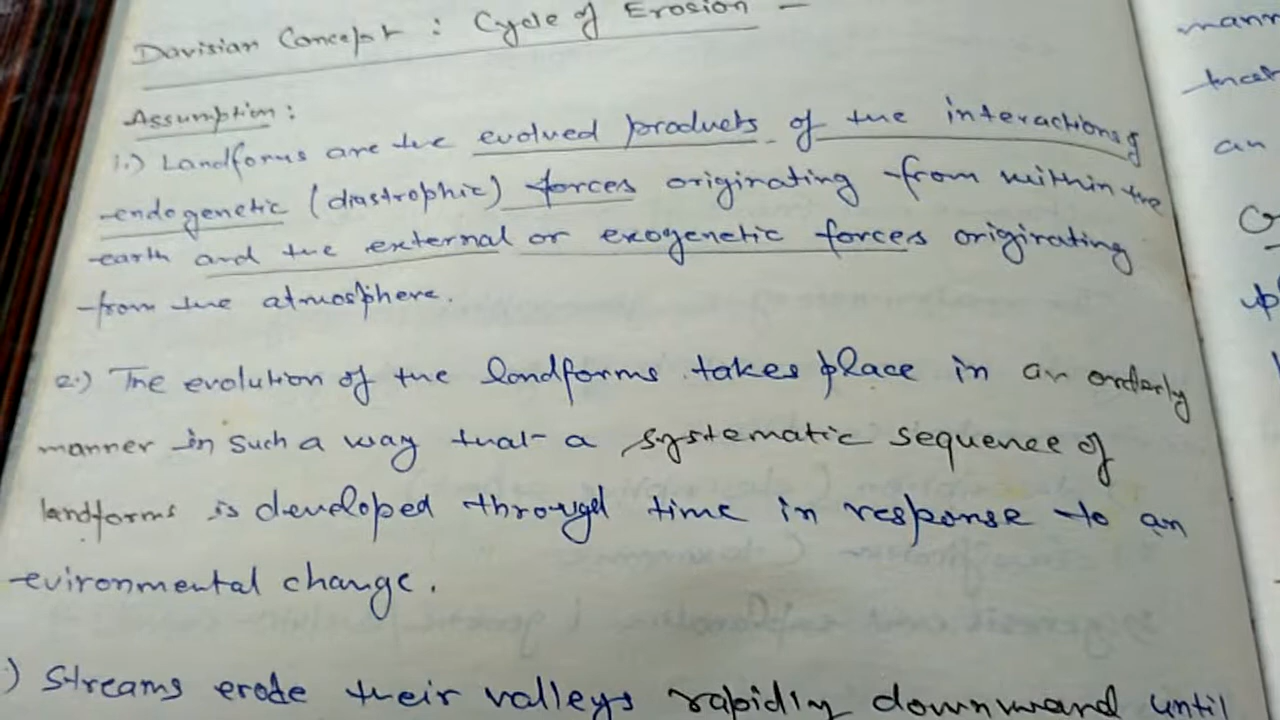 Davisian Concept : Cycle of Erosion -
Assumption :
1.) Landforms are the evolved products of the interactions of
endogenetic (diastrophic) forces originating from within the
earth and the external or exogenetic forces originating
from the atmosphere.
2.) The evolution of the landforms takes place in an orderly
manner in such a way that a systematic sequence of
landforms is developed through time in response to an
evironmental change.
) Streams erode their valleys rapidly downward until
an